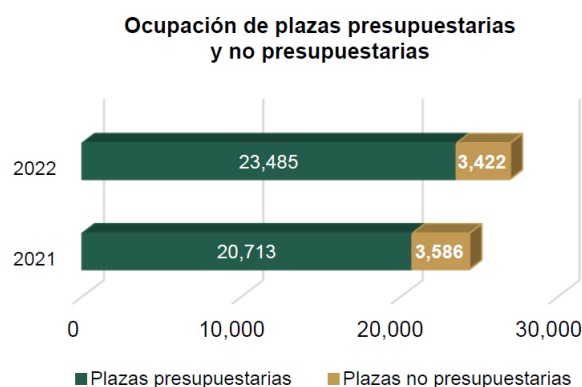 Ocupación de plazas presupuestarias
y no presupuestarias
2022
23,485
3,422
2021
20,713
3,586
0
10,000
20,000
30,000
Plazas presupuestarias
Plazas no presupuestarias